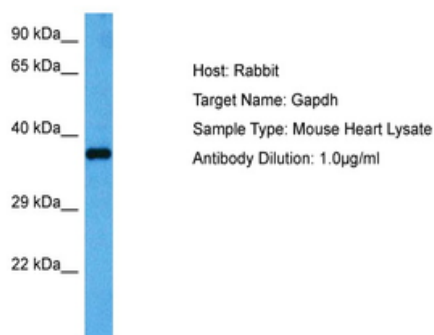 90 kDa__
65 kDa__
40 kDa__
29 kDa__
22 kDa__
Host: Rabbit
Target Name: Gapdh
Sample Type: Mouse Heart Lysate
Antibody Dilution: 1.0µg/ml